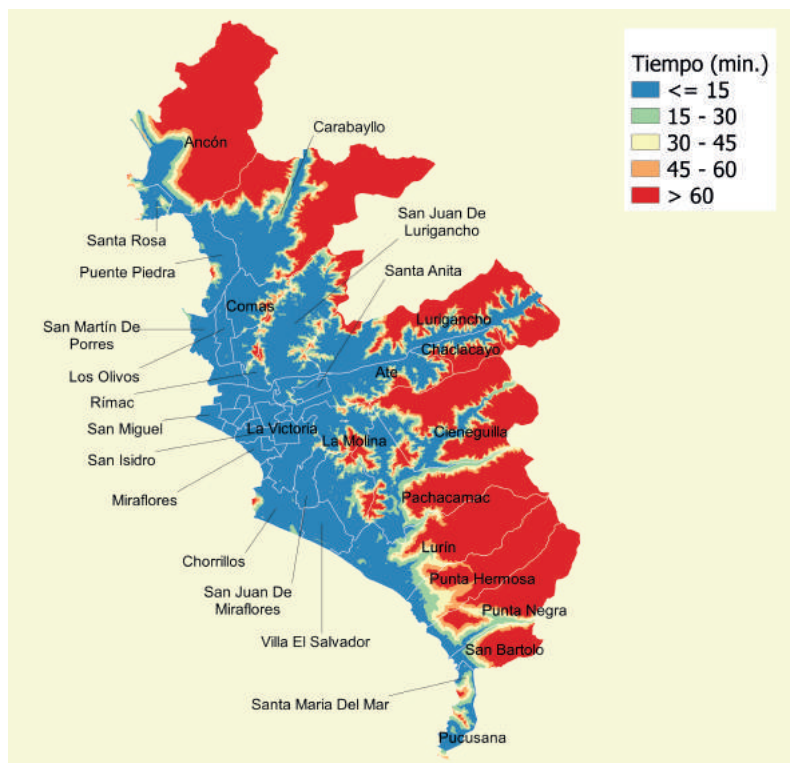 Tiempo (min.)
<= 15
15 - 30
30 - 45
45 - 60
> 60
Carabayllo
Ancón
San Juan De
Lurigancho
Santa Rosa
Santa Anita
Puente Piedra
Comas
San Martín De
Porres
Lurigancho
Chaclacayo
Los Olivos
Ate
Rímac
San Miguel
La Victoria
La Molina
Cieneguilla
San Isidro
Miraflores
Pachacamac
Chorrillos
Lurín
San Juan De
Miraflores
Punta Hermosa
Punta Negra
Villa El Salvador
San Bartolo
Santa Maria Del Mar
Pucusana